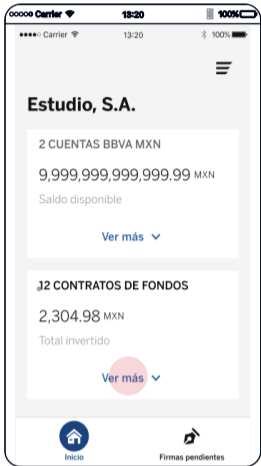 Carrier 13:20 100%
Carrier 13:20 100%
Estudio, S.A.
2 CUENTAS BBVA MXN
9,999,999,999,999.99 MXN
Saldo disponible
Ver más
12 CONTRATOS DE FONDOS
2,304.98 MXN
Total invertido
Ver más
Inicio Firmas pendientes